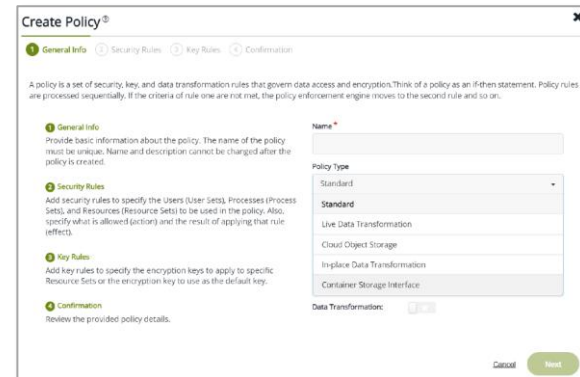 Create Policy
1 General Info 2 Security Rules 3 Key Rules 4 Confirmation
A policy is a set of security, key, and data transformation rules that govern data access and encryption.Think of a policy as an if-then statement. Policy rules
are processed sequentially. If the criteria of rule one are not met, the policy enforcement engine moves to the second rule and so on.
1 General Info
Provide basic information about the policy. The name of the policy
must be unique. Name and description cannot be changed after the
policy is created.
2 Security Rules
Add security rules to specify the Users (User Sets), Processes (Process
Sets), and Resources (Resource Sets) to be used in the policy. Also,
specify what is allowed (action) and the result of applying that rule
(effect).
3 Key Rules
Add key rules to specify the encryption keys to apply to specific
Resource Sets or the encryption key to use as the default key.
4 Confirmation
Review the provided policy details.
Name *
Policy Type
Standard
Standard
Live Data Transformation
Cloud Object Storage
In-place Data Transformation
Container Storage Interface
Data Transformation:
Cancel
Next